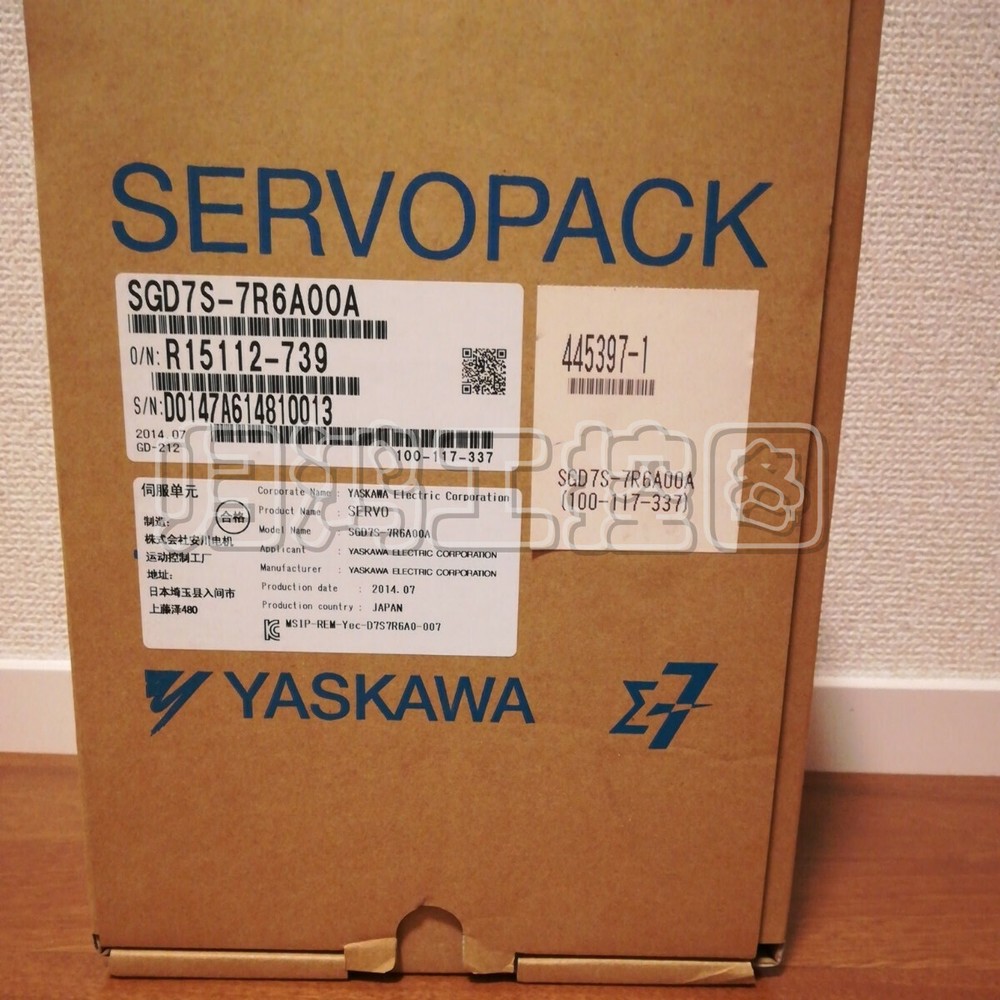 SERVOPACK
SGD7S-7R6A00A
O/N: R15112-739
S/N: D0147A614810013
2014.07
GD-212
100-117-337
445397-1
SGD7S-7R6A00A
(100-117-337)
伺服单元
合格
制造:
株式会社安川电机
运动控制工厂
地址:
日本埼玉县入间市
上藤泽480
Corporate Name : YASKAWA Electric Corporation
Product Name : SERVO
Model Name : SGD7S-7R6A00A
Applicant : YASKAWA ELECTRIC CORPORATION
Manufacturer : YASKAWA ELECTRIC CORPORATION
Production date : 2014.07
Production country : JAPAN
MSIP-REM-Yec-D7S7R6A0-007
YASKAWA
Σ-7
工控图